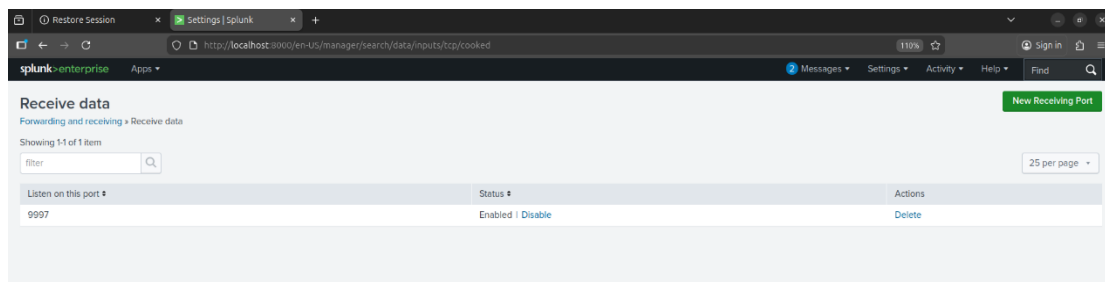 Restore Session
Settings | Splunk
http://localhost:8000/en-US/manager/search/data/inputs/tcp/cooked
110%
Sign in
splunk>enterprise Apps
2 Messages Settings Activity Help Find
Receive data
New Receiving Port
Forwarding and receiving » Receive data
Showing 1-1 of 1 item
filter
25 per page
Listen on this port Status Actions
9997 Enabled | Disable Delete